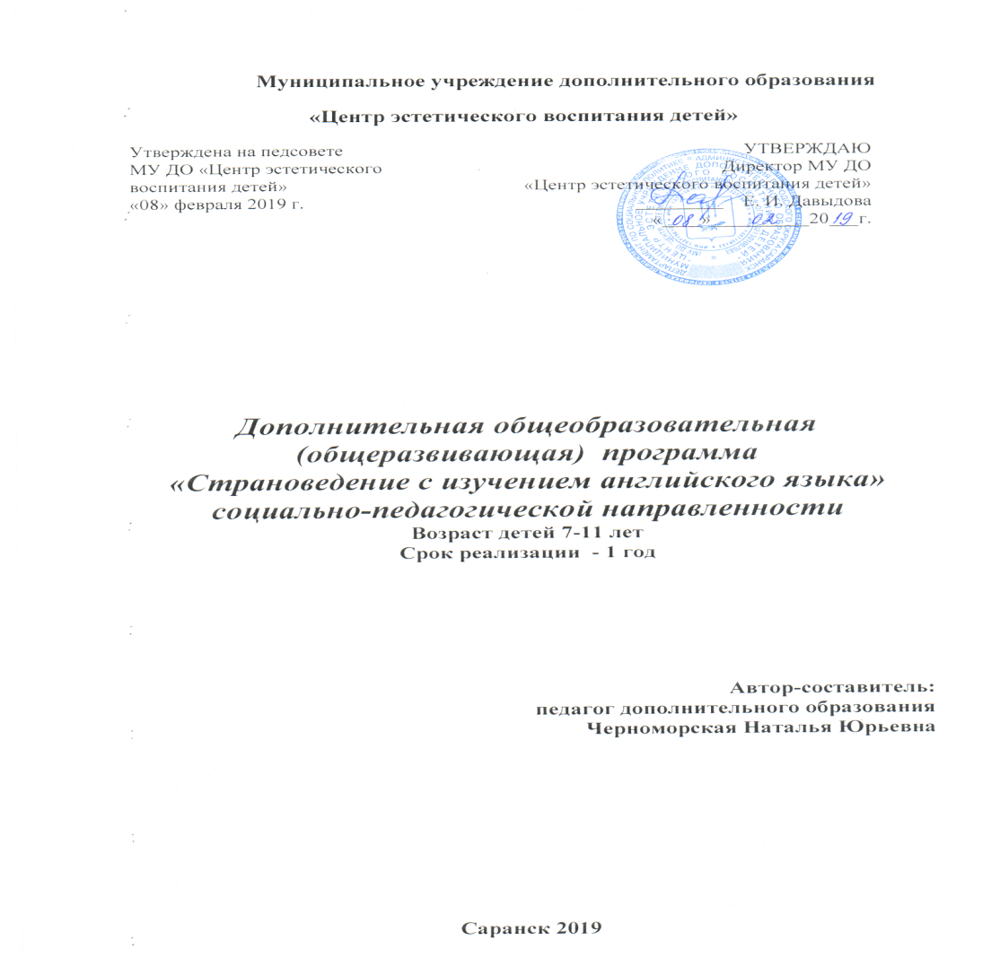 Муниципальное учреждение дополнительного образования
«Центр эстетического воспитания детей»
Утверждена на педсовете
МУ ДО «Центр эстетического
воспитания детей»
«08» февраля 2019 г.
УТВЕРЖДАЮ
Директор МУ ДО
«Центр эстетического воспитания детей»
Е. И. Давыдова
«08» 02 2019 г.
Дополнительная общеобразовательная
(общеразвивающая) программа
«Страноведение с изучением английского языка»
социально-педагогической направленности
Возраст детей 7-11 лет
Срок реализации - 1 год
Автор-составитель:
педагог дополнительного образования
Черноморская Наталья Юрьевна
Саранск 2019